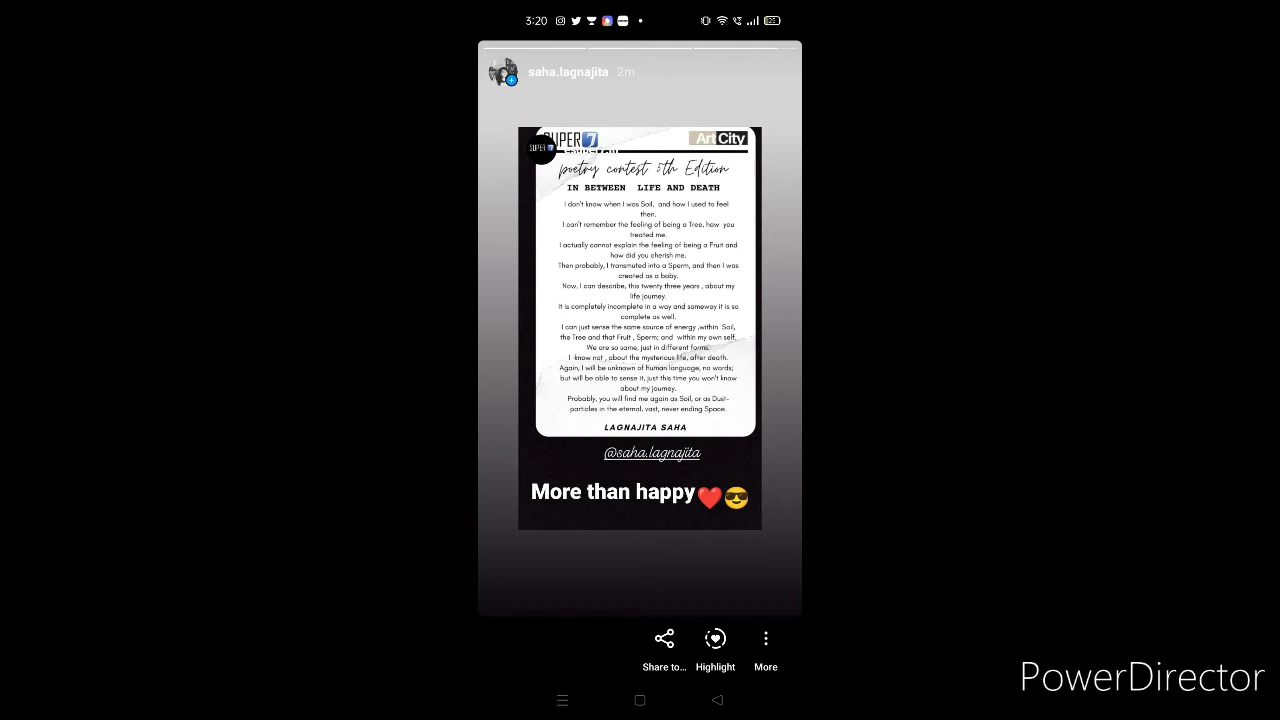 3:20
saha.lagnajita 2m
SUPER 7
ArtCity
SUPER 7
poetry contest 5th Edition
IN BETWEEN LIFE AND DEATH
I don't know when I was Soil, and how I used to feel
then.
I can't remember the feeling of being a Tree, how you
treated me.
I actually cannot explain the feeling of being a Fruit and
how did you cherish me.
Then probably, I transmuted into a Sperm, and then I was
created as a baby.
Now, I can describe, this twenty three years , about my
life journey.
It is completely incomplete in a way and someway it is so
complete as well.
I can just sense the same source of energy ,within Soil,
the Tree and that Fruit , Sperm; and within my own self,
We are so same, just in different forms.
I know not , about the mysterious life, after death.
Again, I will be unknown of human language, no words;
but will be able to sense it, just this time you won't know
about my journey.
Probably, you will find me again as Soil, or as Dust-
particles in the eternal, vast, never ending Space.
LAGNAJITA SAHA
@saha.lagnajita
More than happy❤️😎
Share to...
Highlight
More
PowerDirector